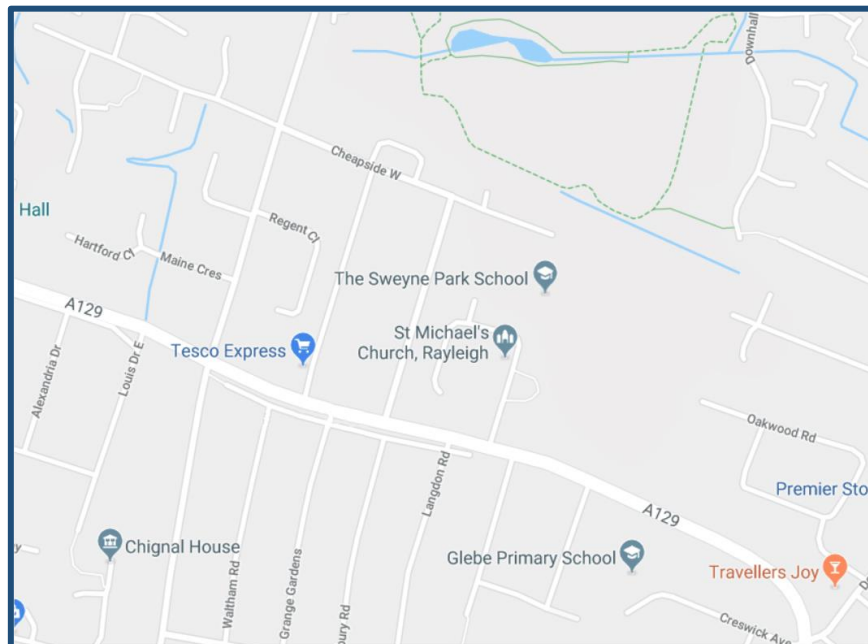 Downhall
Cheapside W
Hall
Regent Cl
Hartford Cl
Maine Cres
The Sweyne Park School
A129
St Michael's
Church, Rayleigh
Tesco Express
Alexandria Dr
Louis Dr E
Oakwood Rd
Langdon Rd
Premier Sto
A129
Chignal House
Glebe Primary School
Waltham Rd
Grange Gardens
bury Rd
Travellers Joy
Creswick Ave